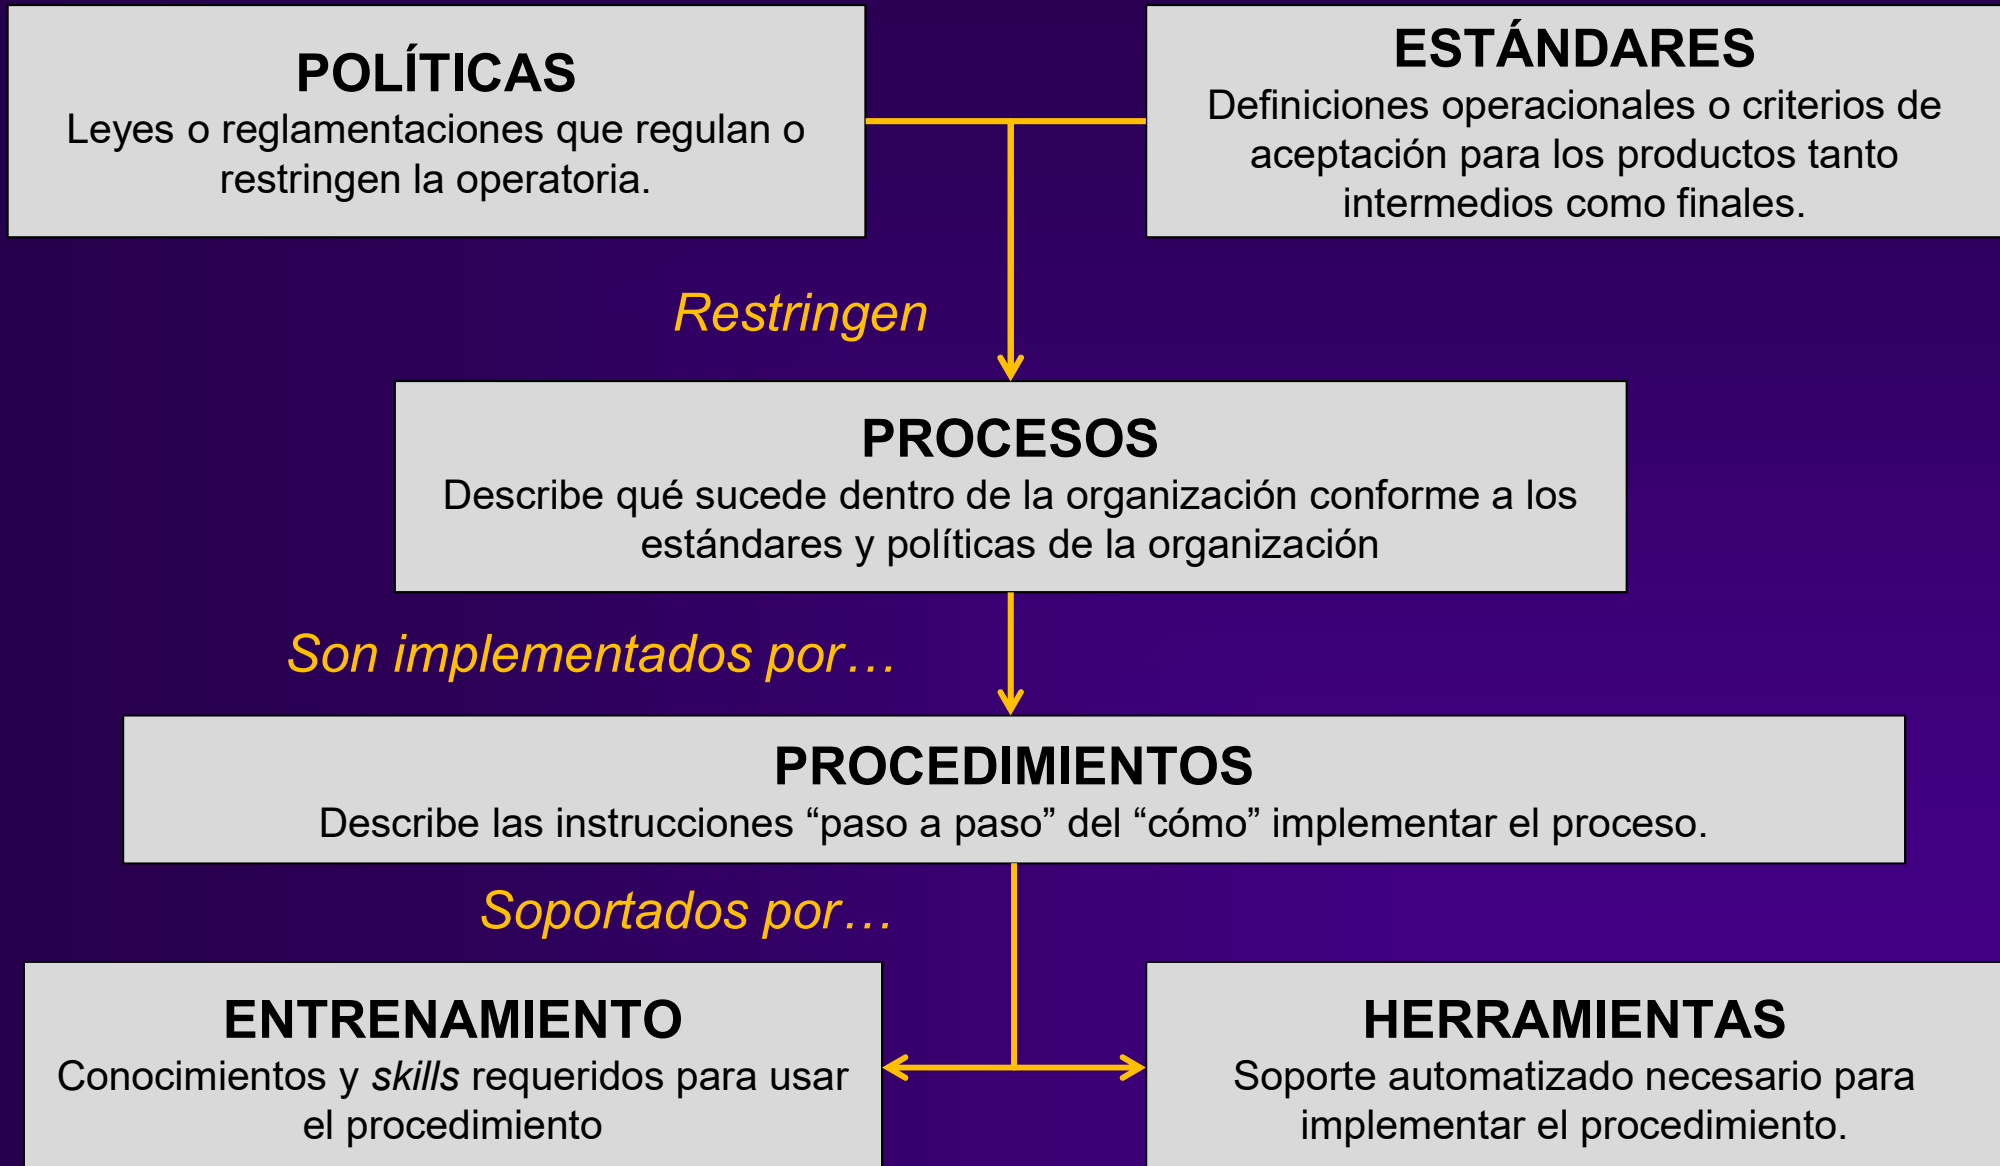 POLÍTICAS
Leyes o reglamentaciones que regulan o
restringen la operatoria.
ESTÁNDARES
Definiciones operacionales o criterios de
aceptación para los productos tanto
intermedios como finales.
Restringen
PROCESOS
Describe qué sucede dentro de la organización conforme a los
estándares y políticas de la organización
Son implementados por…
PROCEDIMIENTOS
Describe las instrucciones “paso a paso” del “cómo” implementar el proceso.
Soportados por…
ENTRENAMIENTO
Conocimientos y skills requeridos para usar
el procedimiento
HERRAMIENTAS
Soporte automatizado necesario para
implementar el procedimiento.